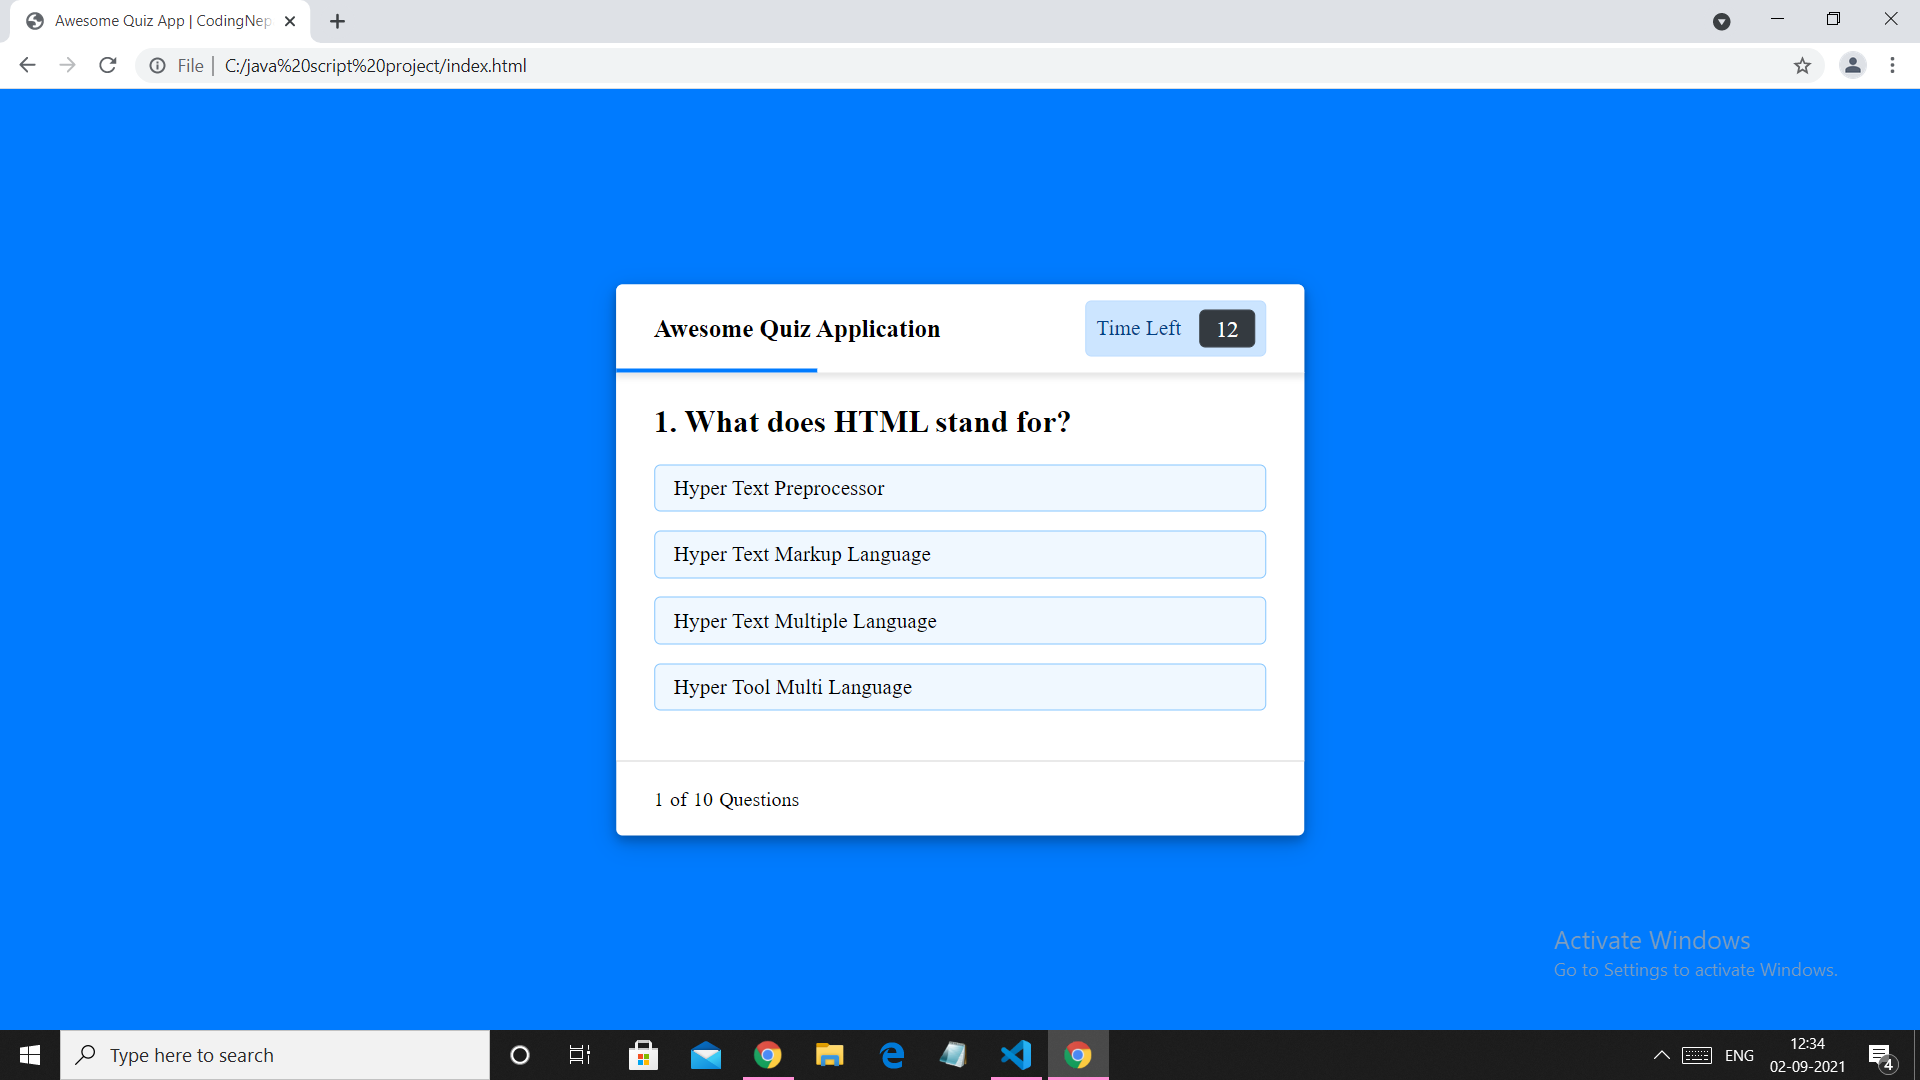 Awesome Quiz App | CodingNep
File | C:/java%20script%20project/index.html
Awesome Quiz Application
Time Left 12
1. What does HTML stand for?
Hyper Text Preprocessor
Hyper Text Markup Language
Hyper Text Multiple Language
Hyper Tool Multi Language
1 of 10 Questions
Activate Windows
Go to Settings to activate Windows.
Type here to search
ENG
12:34
02-09-2021
4